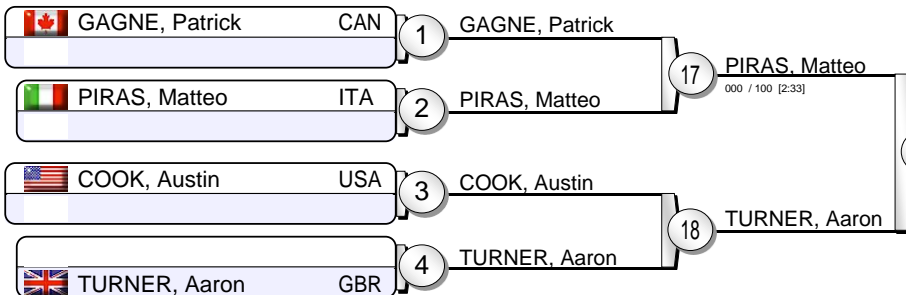 GAGNE, Patrick CAN
1
GAGNE, Patrick
17
PIRAS, Matteo
000 / 100 [2:33]
PIRAS, Matteo ITA
2
PIRAS, Matteo
COOK, Austin USA
3
COOK, Austin
18
TURNER, Aaron
TURNER, Aaron GBR
4
TURNER, Aaron